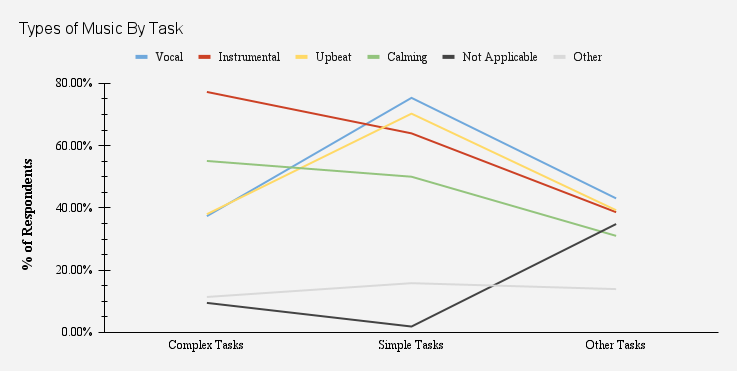 Types of Music By Task
Vocal Instrumental Upbeat Calming Not Applicable Other
80.00%
60.00%
40.00%
20.00%
0.00%
% of Respondents
Complex Tasks Simple Tasks Other Tasks